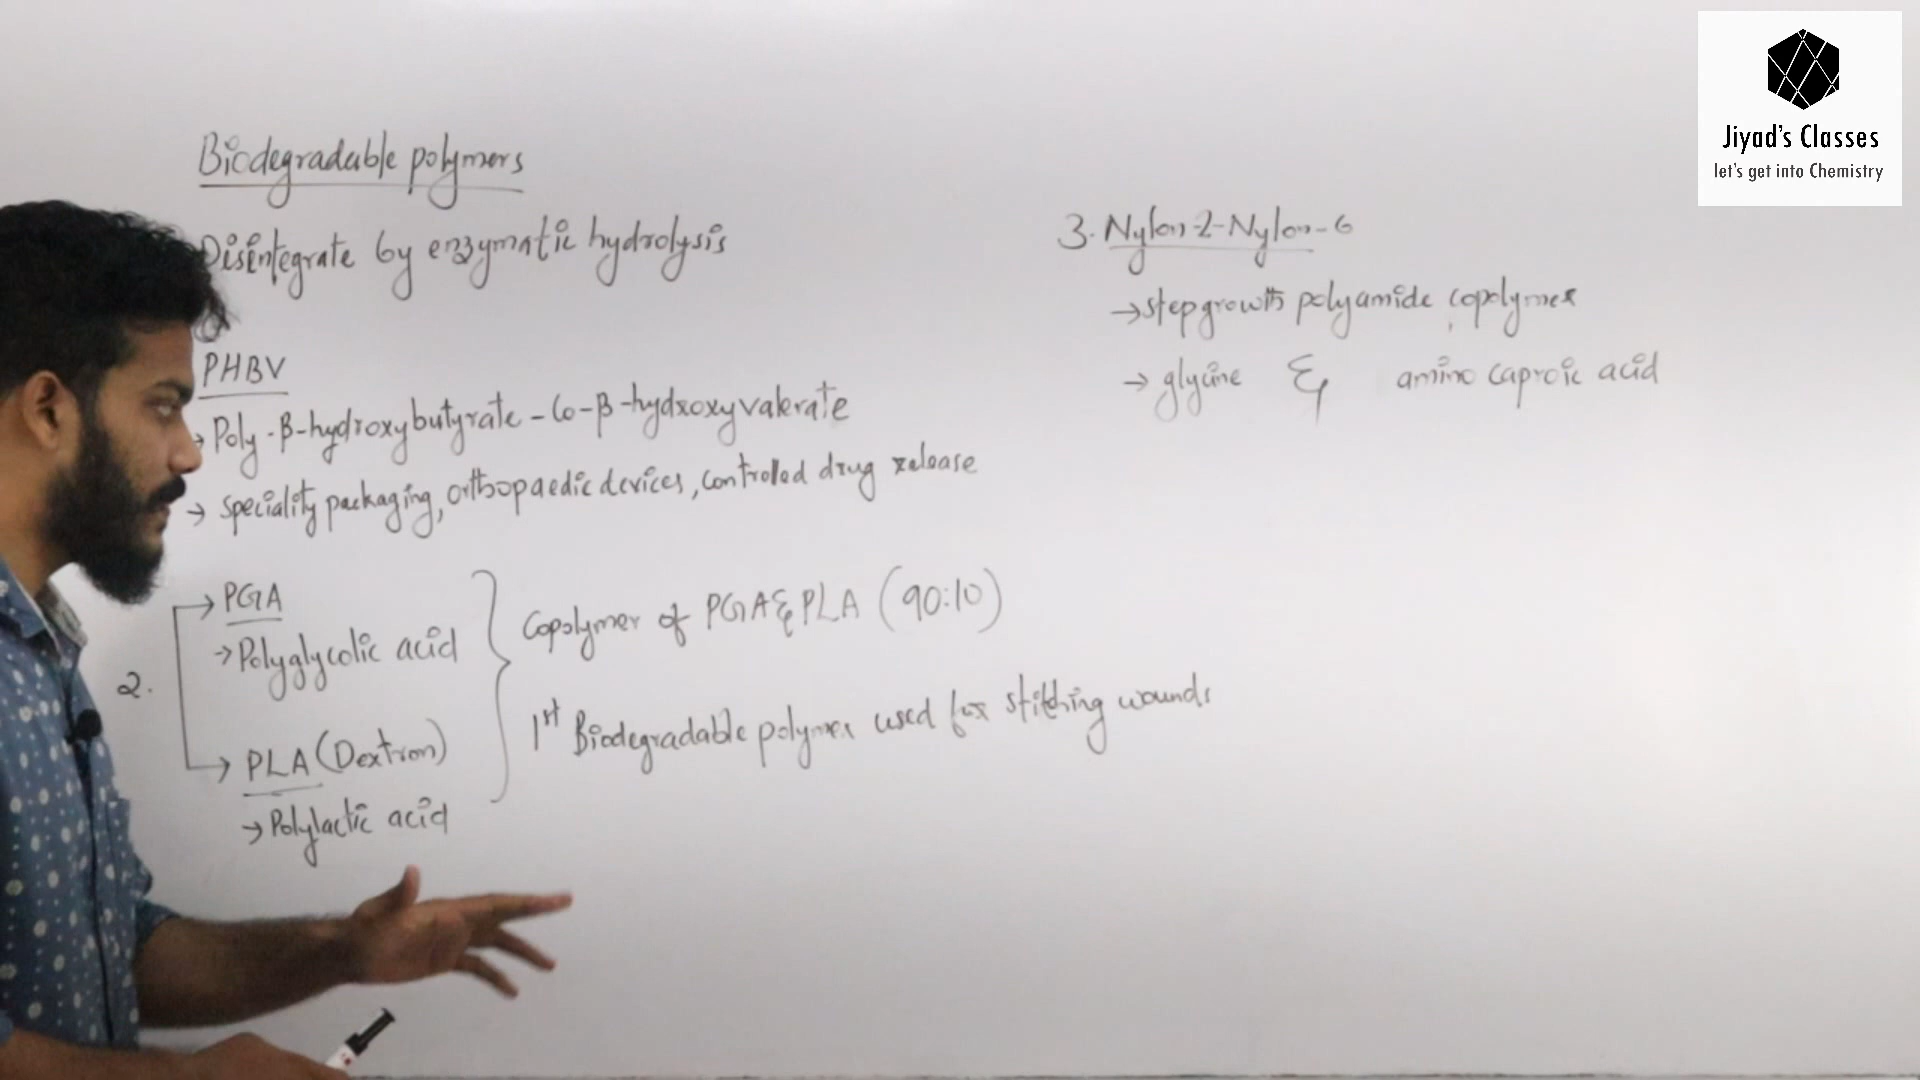 Biodegradable polymers
Disintegrate by enzymatic hydrolysis
PHBV
→ Poly-β-hydroxybutyrate-Co-β-hydroxyvalerate
→ speciality packaging, orthopaedic devices, controlled drug release
2.
→ PGA
→ Polyglycolic acid
→ PLA (Dextron)
→ Polylactic acid
Copolymer of PGA & PLA (90:10)
1st Biodegradable polymer used for stitching wounds
3. Nylon-2-Nylon-6
→ step growth polyamide copolymer
→ glycine & amino caproic acid
Jiyad's Classes
let's get into Chemistry